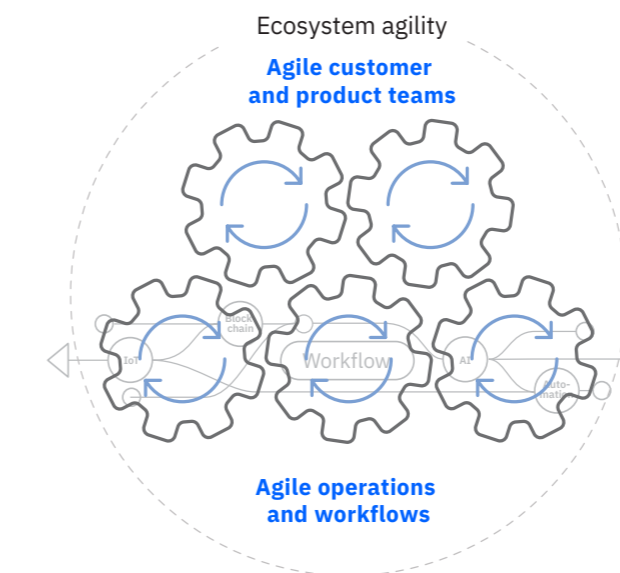 Ecosystem agility
Agile customer
and product teams
Block
chain
IoT
Workflow
AI
Auto-
mation
Agile operations
and workflows